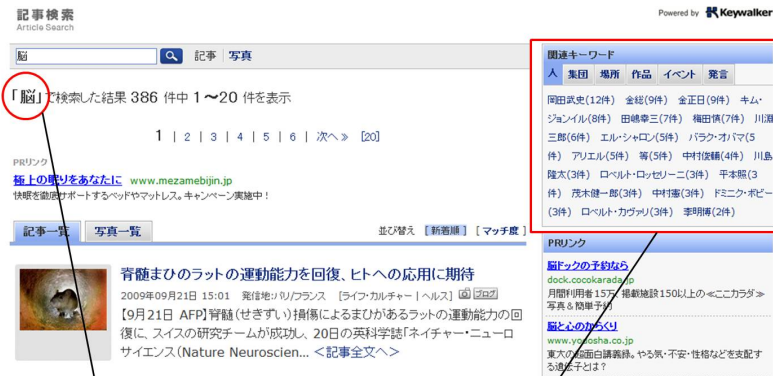 記事検索
Article Search
Powered by Keywalker
脳
記事 写真
「脳」で検索した結果 386 件中 1～20 件を表示
1 | 2 | 3 | 4 | 5 | 6 | 次へ≫ [20]
PRリンク
極上の眠りをあなたに www.mezamebijin.jp
快眠を徹底サポートするベッドやマットレス。キャンペーン実施中！
記事一覧 写真一覧
並び替え [新着順] [マッチ度]
脊髄まひのラットの運動能力を回復、ヒトへの応用に期待
2009年09月21日 15:01 発信地:パリ/フランス [ライフ・カルチャー | ヘルス] ブログ
【9月21日 AFP】脊髄(せきずい)損傷によるまひがあるラットの運動能力の回
復に、スイスの研究チームが成功し、20日の英科学誌「ネイチャー・ニューロ
サイエンス(Nature Neuroscien... ＜記事全文へ＞
関連キーワード
人 集団 場所 作品 イベント 発言
岡田武史(12件) 金総(9件) 金正日(9件) キム・
ジョンイル(8件) 田嶋幸三(7件) 梅田慎(7件) 川淵
三郎(6件) エル・シャロン(5件) バラク・オバマ(5
件) アリエル(5件) 等(5件) 中村俊輔(4件) 川島
隆太(3件) ロベルト・ロッセリーニ(3件) 平本照(3
件) 茂木健一郎(3件) 中村憲(3件) ドミニク・ボビー
(3件) ロベルト・カヴァリ(3件) 李明博(2件)
PRリンク
脳ドックの予約なら
dock.cocokarada.jp
月間利用者15万 掲載施設150以上の≪ここカラダ≫
写真＆簡単予約
脳と心のからくり
www.yodosha.co.jp
東大の超面白講義録。やる気・不安・性格などを支配す
る遺伝子とは？